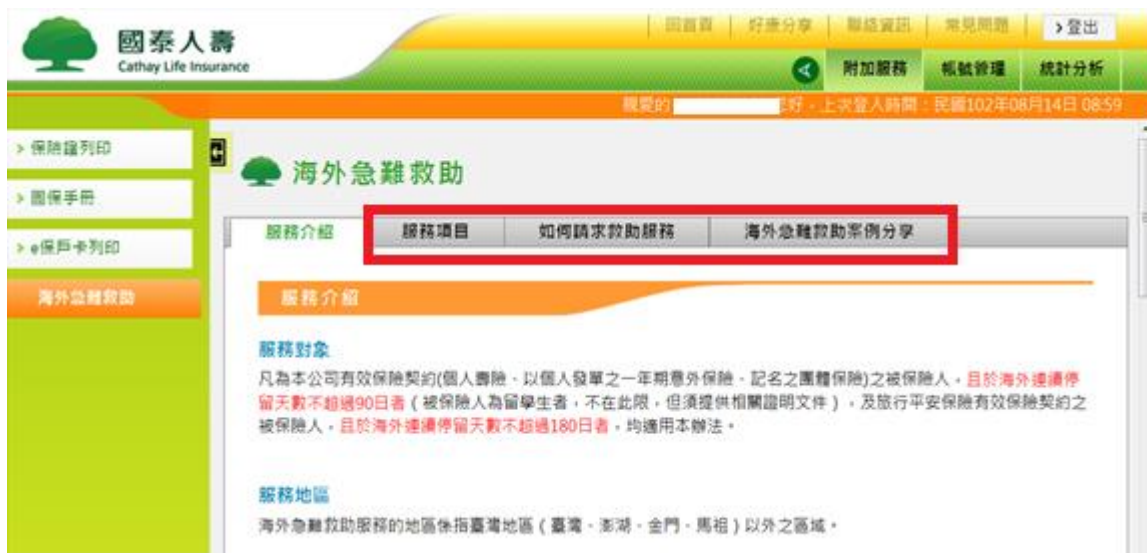 國泰人壽
Cathay Life Insurance
回首頁 好康分享 聯絡資訊 常見問題 登出
附加服務 帳號管理 統計分析
親愛的 您好，上次登入時間：民國102年08月14日 08:59
保險證列印
團保手冊
e保戶卡列印
海外急難救助
海外急難救助
服務介紹 服務項目 如何請求救助服務 海外急難救助案例分享
服務介紹
服務對象
凡為本公司有效保險契約(個人壽險、以個人發單之一年期意外保險、記名之團體保險)之被保險人，且於海外連續停
留天數不超過90日者（被保險人為留學生者，不在此限，但須提供相關證明文件），及旅行平安保險有效保險契約之
被保險人，且於海外連續停留天數不超過180日者，均適用本辦法。
服務地區
海外急難救助服務的地區係指臺灣地區（臺灣、澎湖、金門、馬祖）以外之區域。